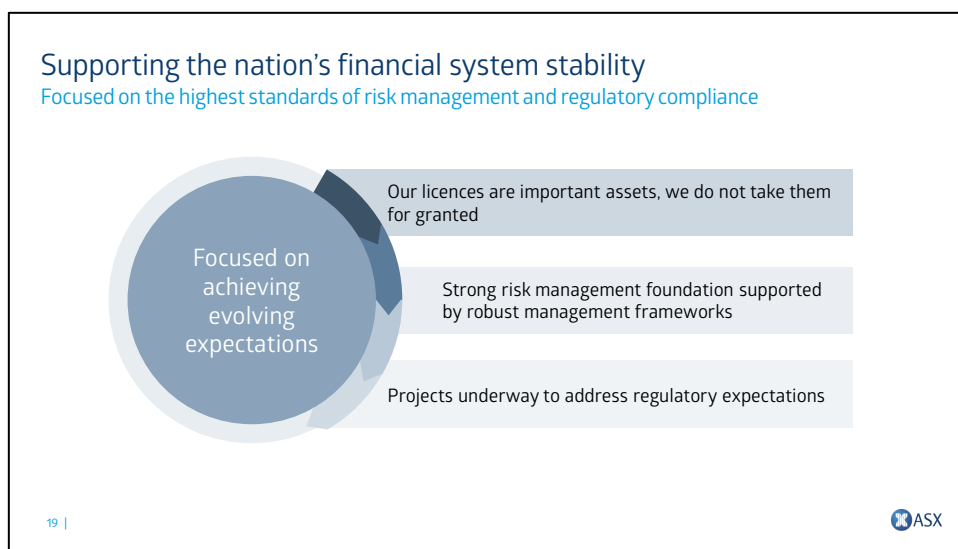 Supporting the nation’s financial system stability
Focused on the highest standards of risk management and regulatory compliance
Focused on
achieving
evolving
expectations
Our licences are important assets, we do not take them
for granted
Strong risk management foundation supported
by robust management frameworks
Projects underway to address regulatory expectations
19 |
ASX